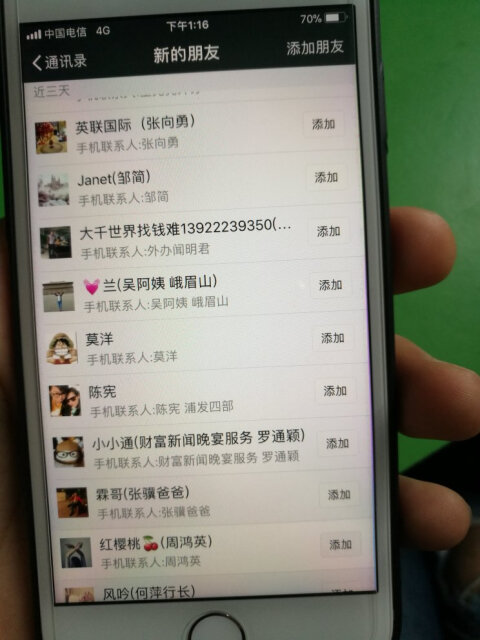 中国电信 4G 下午1:16 70%
通讯录 新的朋友 添加朋友
近三天
英联国际（张向勇） 添加
手机联系人:张向勇
Janet(邹简) 添加
手机联系人:邹简
大千世界找钱难13922239350(... 添加
手机联系人:外办闻明君
💓兰(吴阿姨 峨眉山) 添加
手机联系人:吴阿姨 峨眉山
莫洋 添加
手机联系人:莫洋
陈宪 添加
手机联系人:陈宪 浦发四部
小小通(财富新闻晚宴服务 罗通颖) 添加
手机联系人:财富新闻晚宴服务 罗通颖
霖哥(张骥爸爸) 添加
手机联系人:张骥爸爸
红樱桃🍒(周鸿英) 添加
手机联系人:周鸿英
风吟(何萍行长)